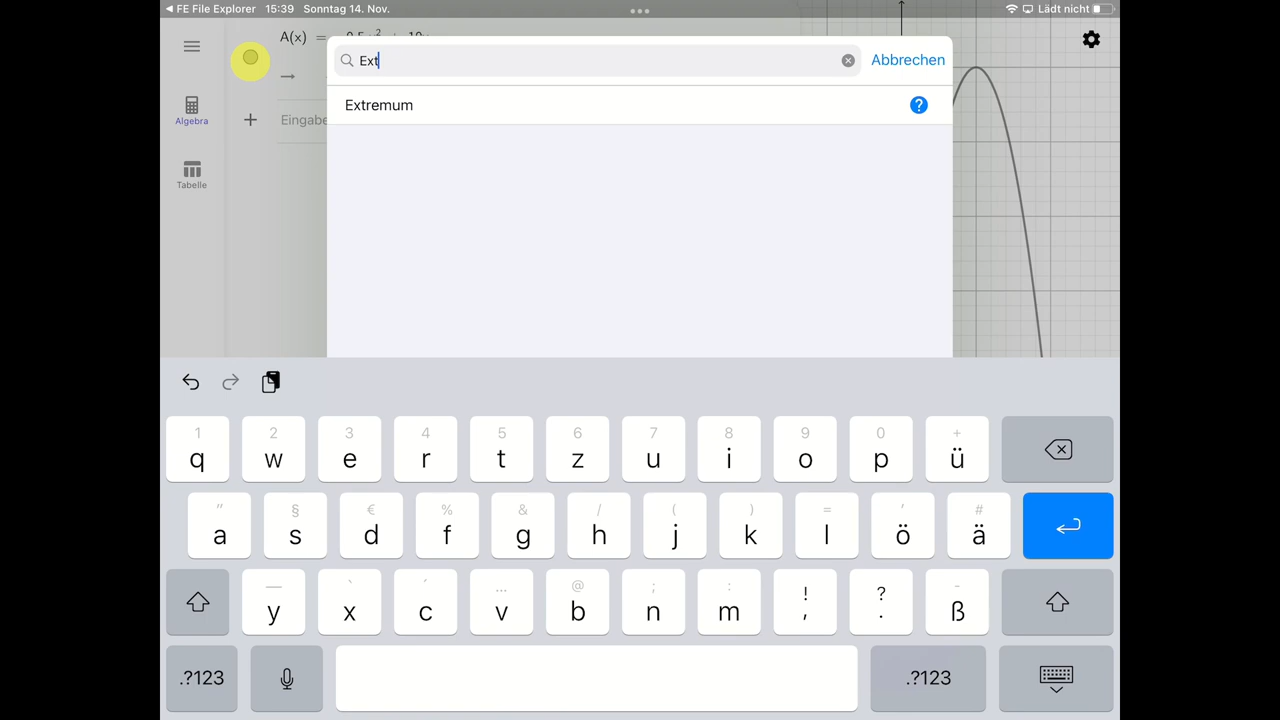 ◀ FE File Explorer 15:39 Sonntag 14. Nov. Lädt nicht
A(x) =
Ext Abbrechen
Extremum ?
Algebra
+ Eingabe
Tabelle
1 2 3 4 5 6 7 8 9 0 +
q w e r t z u i o p ü
" § € % & / ( ) = ' #
a s d f g h j k l ö ä
— ` ´ ... @ ; : ! ? -
y x c v b n m , . ß
.?123 .?123